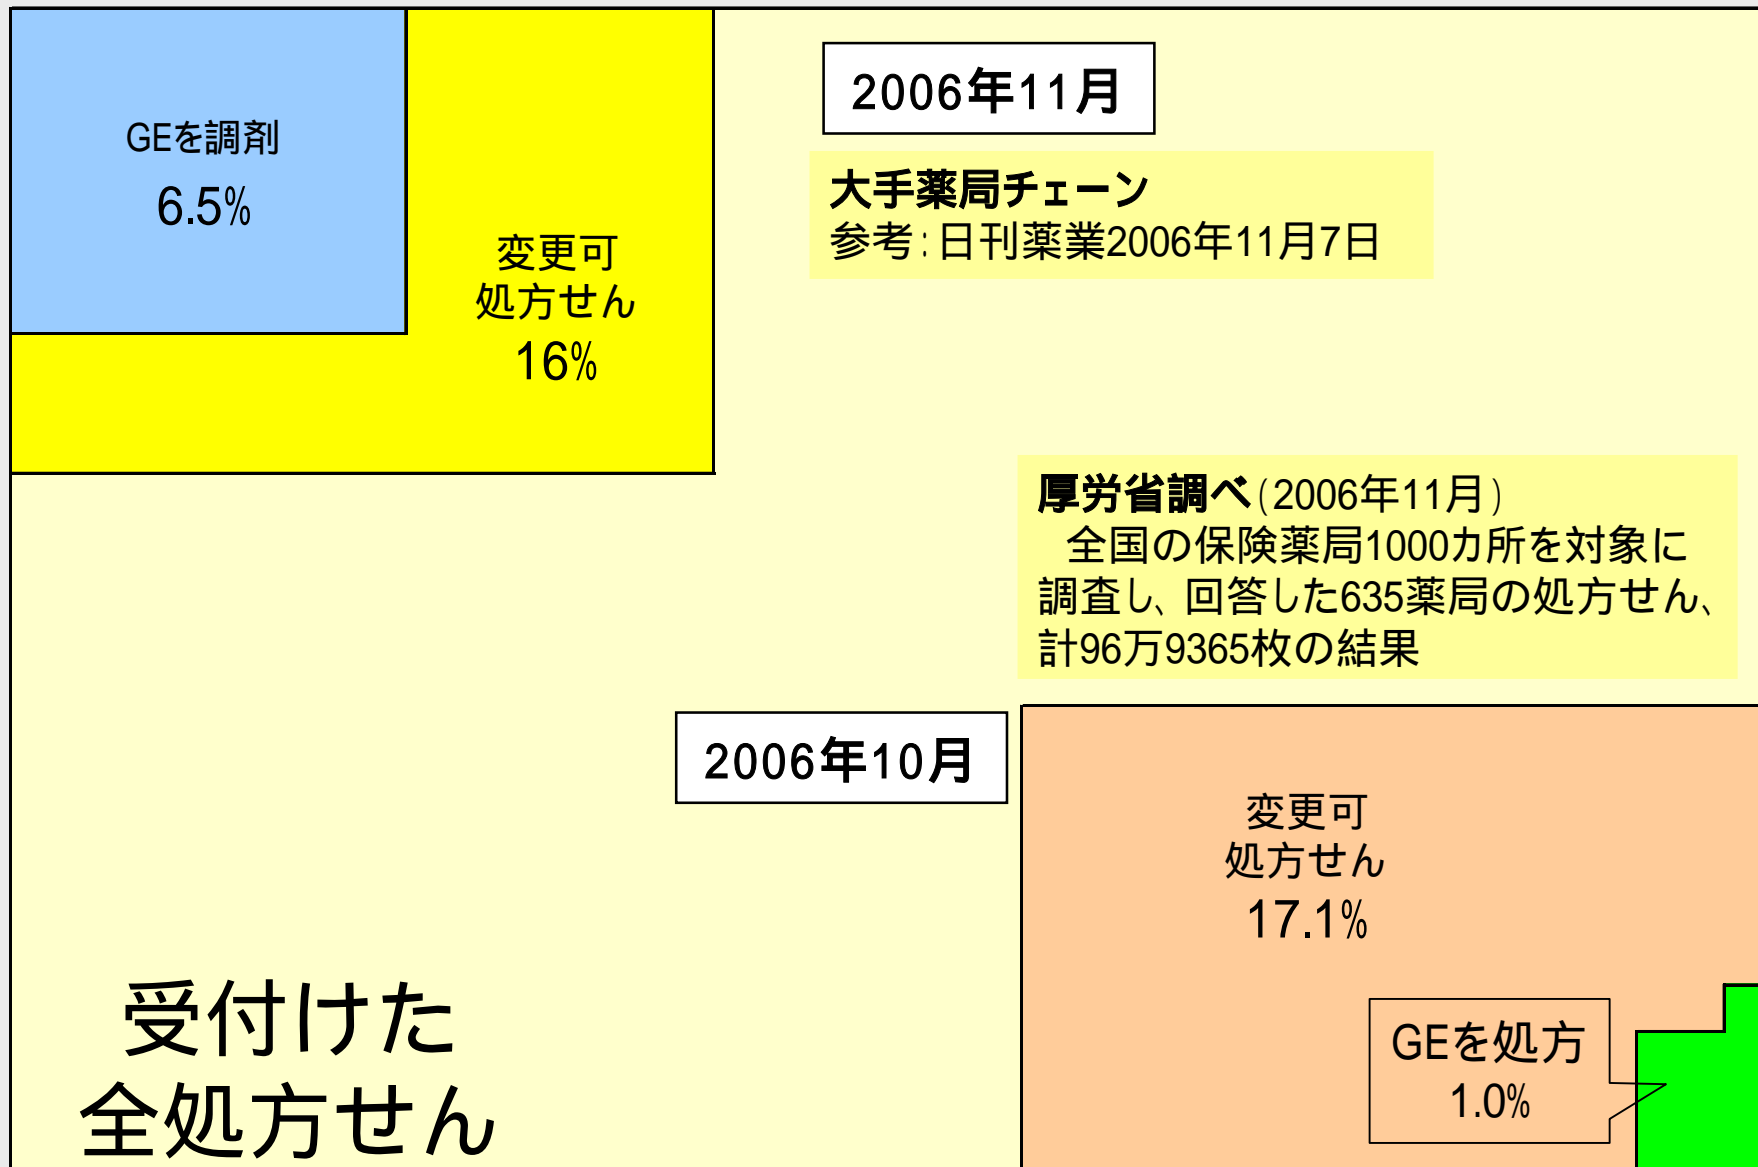 GEを調剤
6.5%
変更可
処方せん
16%
2006年11月
大手薬局チェーン
参考:日刊薬業2006年11月7日
厚労省調べ(2006年11月)
全国の保険薬局1000カ所を対象に
調査し、回答した635薬局の処方せん、
計96万9365枚の結果
2006年10月
変更可
処方せん
17.1%
GEを処方
1.0%
受付けた
全処方せん